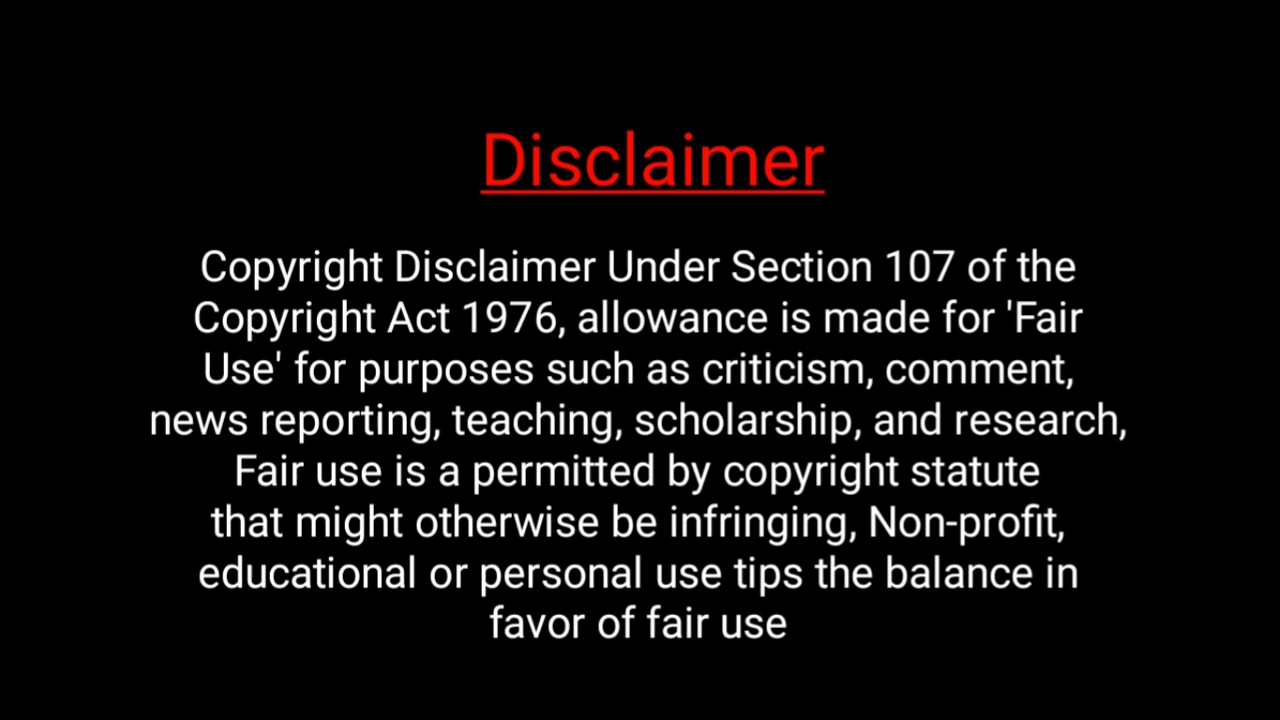 Disclaimer
Copyright Disclaimer Under Section 107 of the
Copyright Act 1976, allowance is made for 'Fair
Use' for purposes such as criticism, comment,
news reporting, teaching, scholarship, and research,
Fair use is a permitted by copyright statute
that might otherwise be infringing, Non-profit,
educational or personal use tips the balance in
favor of fair use